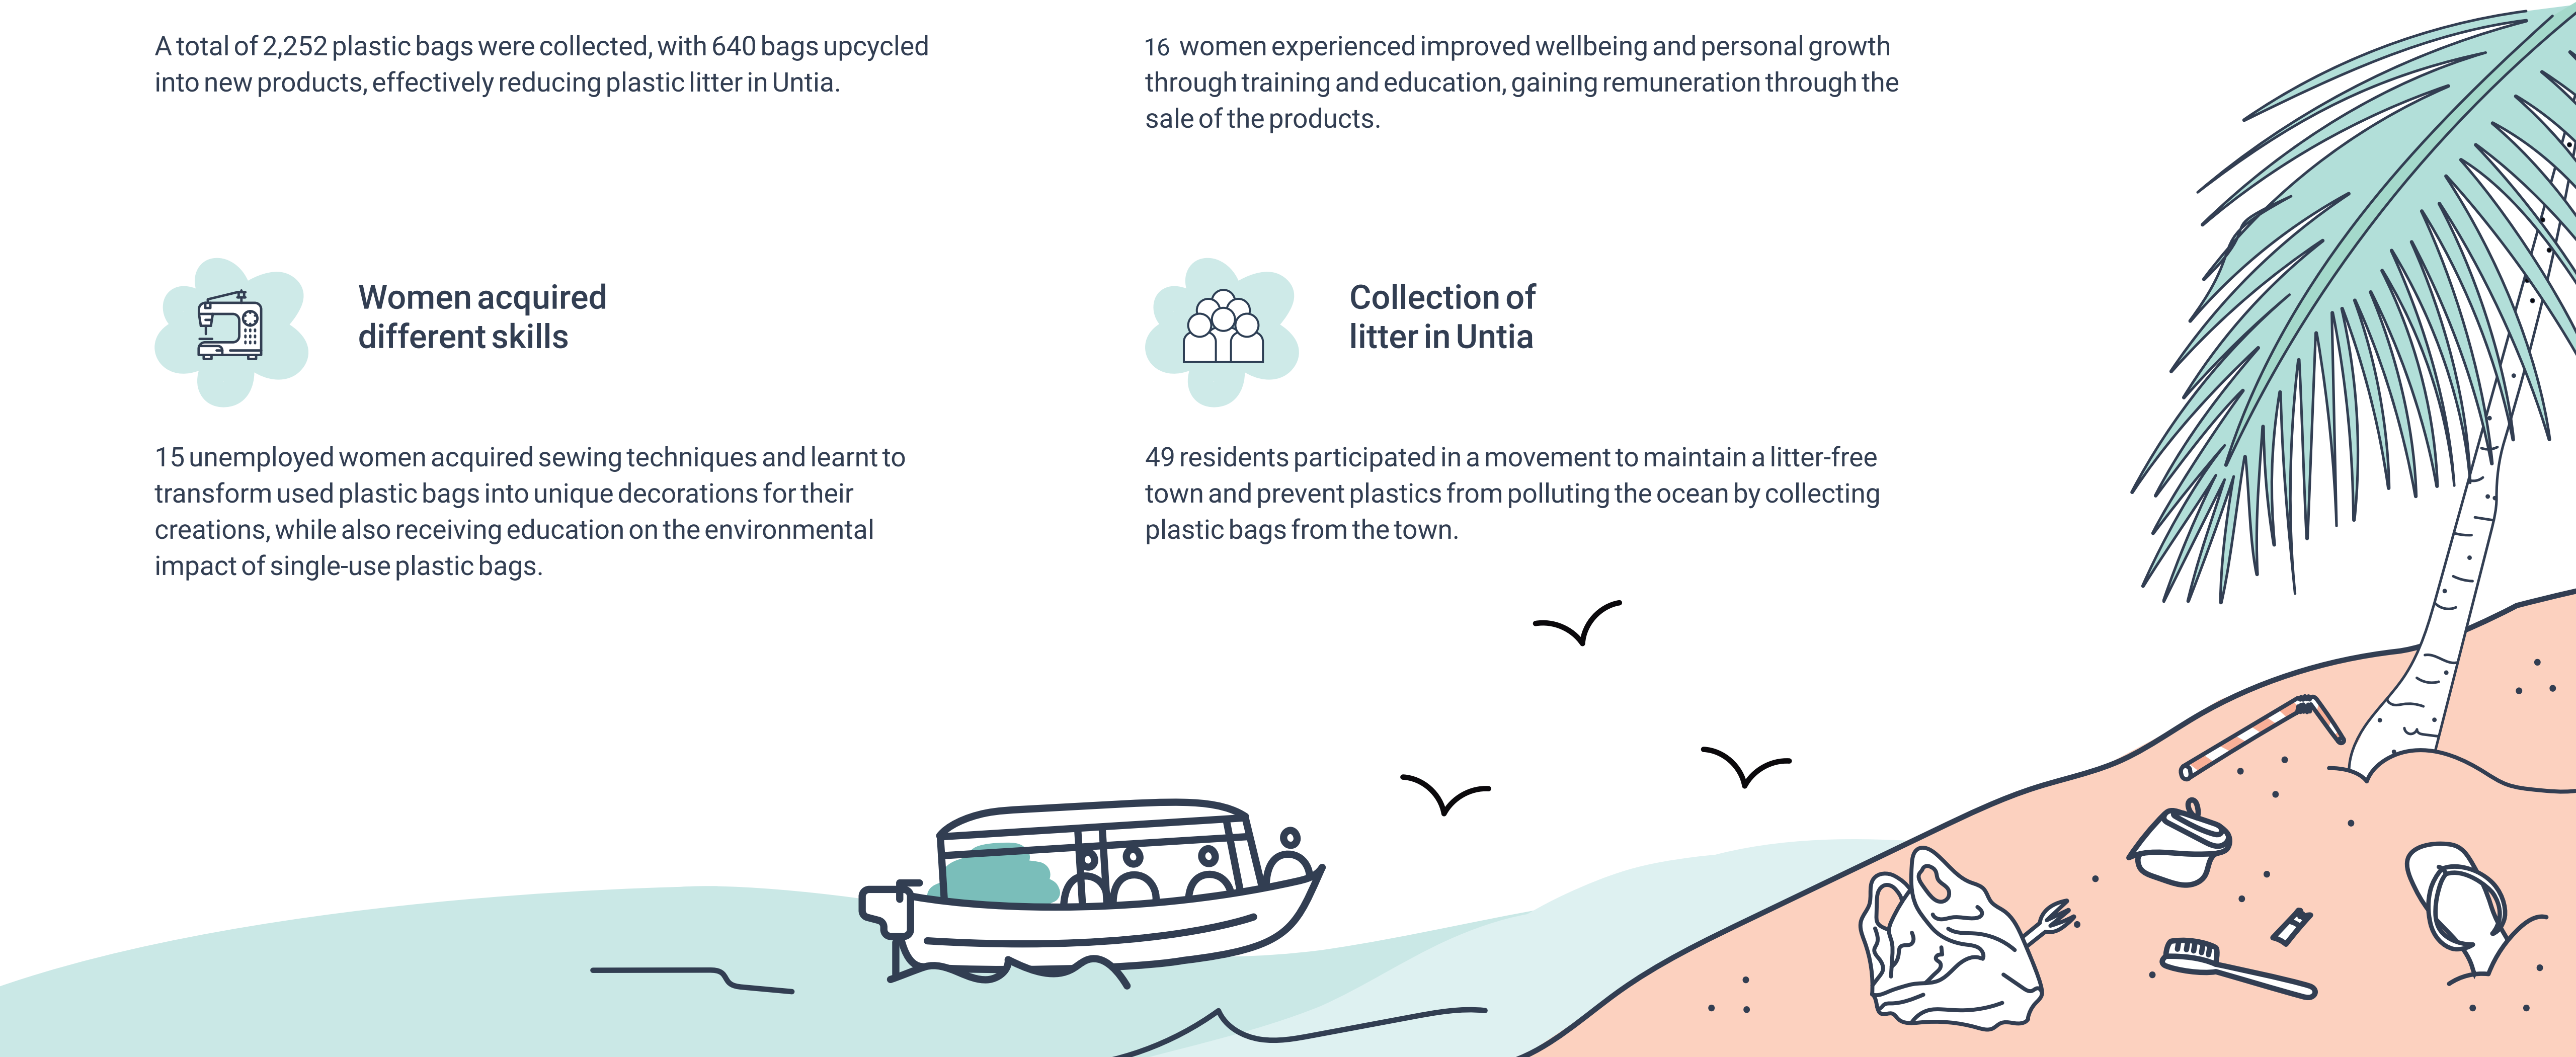 A total of 2,252 plastic bags were collected, with 640 bags upcycled
into new products, effectively reducing plastic litter in Untia.
16 women experienced improved wellbeing and personal growth
through training and education, gaining remuneration through the
sale of the products.
Women acquired
different skills
15 unemployed women acquired sewing techniques and learnt to
transform used plastic bags into unique decorations for their
creations, while also receiving education on the environmental
impact of single-use plastic bags.
Collection of
litter in Untia
49 residents participated in a movement to maintain a litter-free
town and prevent plastics from polluting the ocean by collecting
plastic bags from the town.